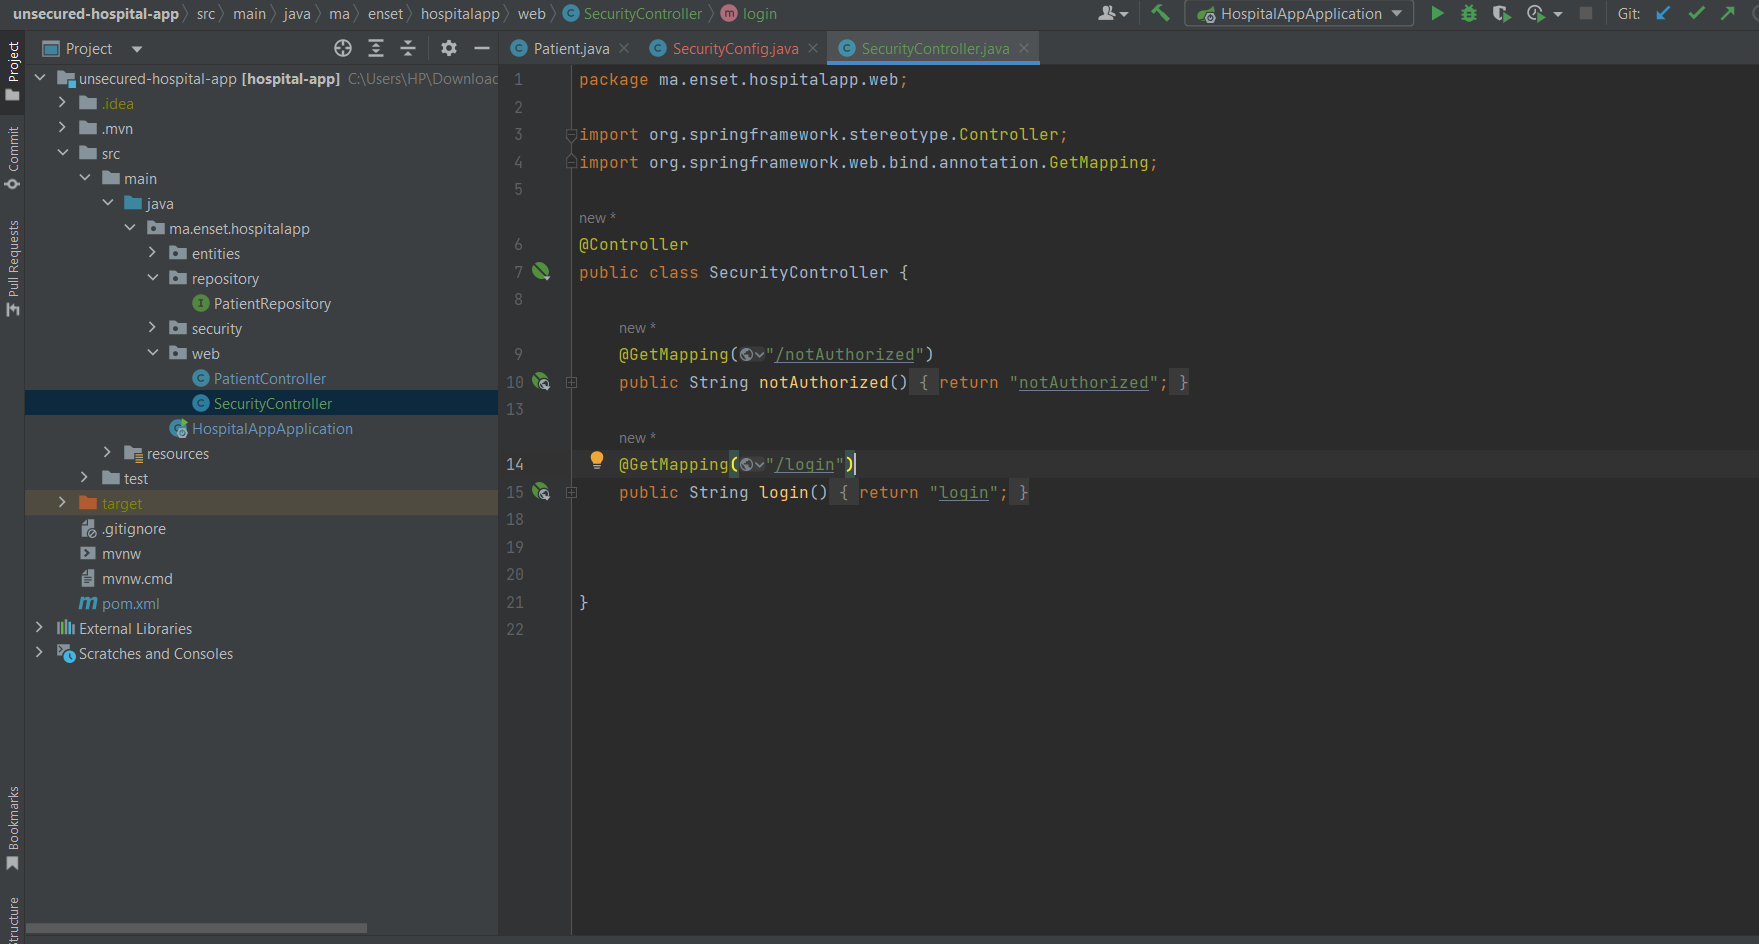 unsecured-hospital-app src main java ma enset hospitalapp web SecurityController login
HospitalAppApplication Git:
Project
Patient.java SecurityConfig.java SecurityController.java
Project
Commit
Pull Requests
Bookmarks
Structure
unsecured-hospital-app [hospital-app] C:\Users\HP\Downloac
.idea
.mvn
src
main
java
ma.enset.hospitalapp
entities
repository
PatientRepository
security
web
PatientController
SecurityController
HospitalAppApplication
resources
test
target
.gitignore
mvnw
mvnw.cmd
pom.xml
External Libraries
Scratches and Consoles
1 package ma.enset.hospitalapp.web;
2
3 import org.springframework.stereotype.Controller;
4 import org.springframework.web.bind.annotation.GetMapping;
5
new *
6 @Controller
7 public class SecurityController {
8
new *
9 @GetMapping("/notAuthorized")
10 public String notAuthorized() { return "notAuthorized"; }
13
new *
14 @GetMapping("/login")
15 public String login() { return "login"; }
18
19
20
21 }
22